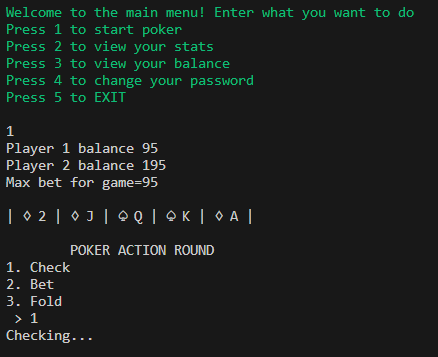 Welcome to the main menu! Enter what you want to do
Press 1 to start poker
Press 2 to view your stats
Press 3 to view your balance
Press 4 to change your password
Press 5 to EXIT
1
Player 1 balance 95
Player 2 balance 195
Max bet for game=95
| ♢ 2 | ♢ J | ♤ Q | ♤ K | ♢ A |
POKER ACTION ROUND
1. Check
2. Bet
3. Fold
> 1
Checking...